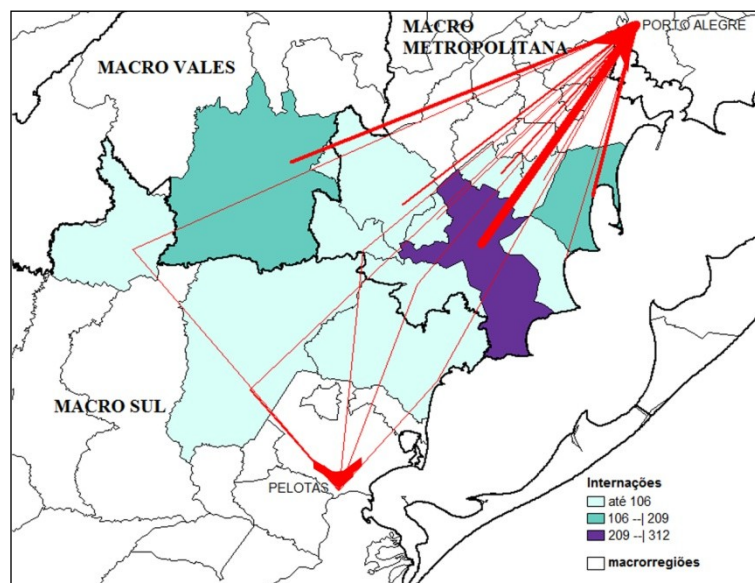 MACRO
METROPOLITANA
PORTO ALEGRE
MACRO VALES
MACRO SUL
PELOTAS
Internações
até 106
106 --| 209
209 --| 312
macrorregiões